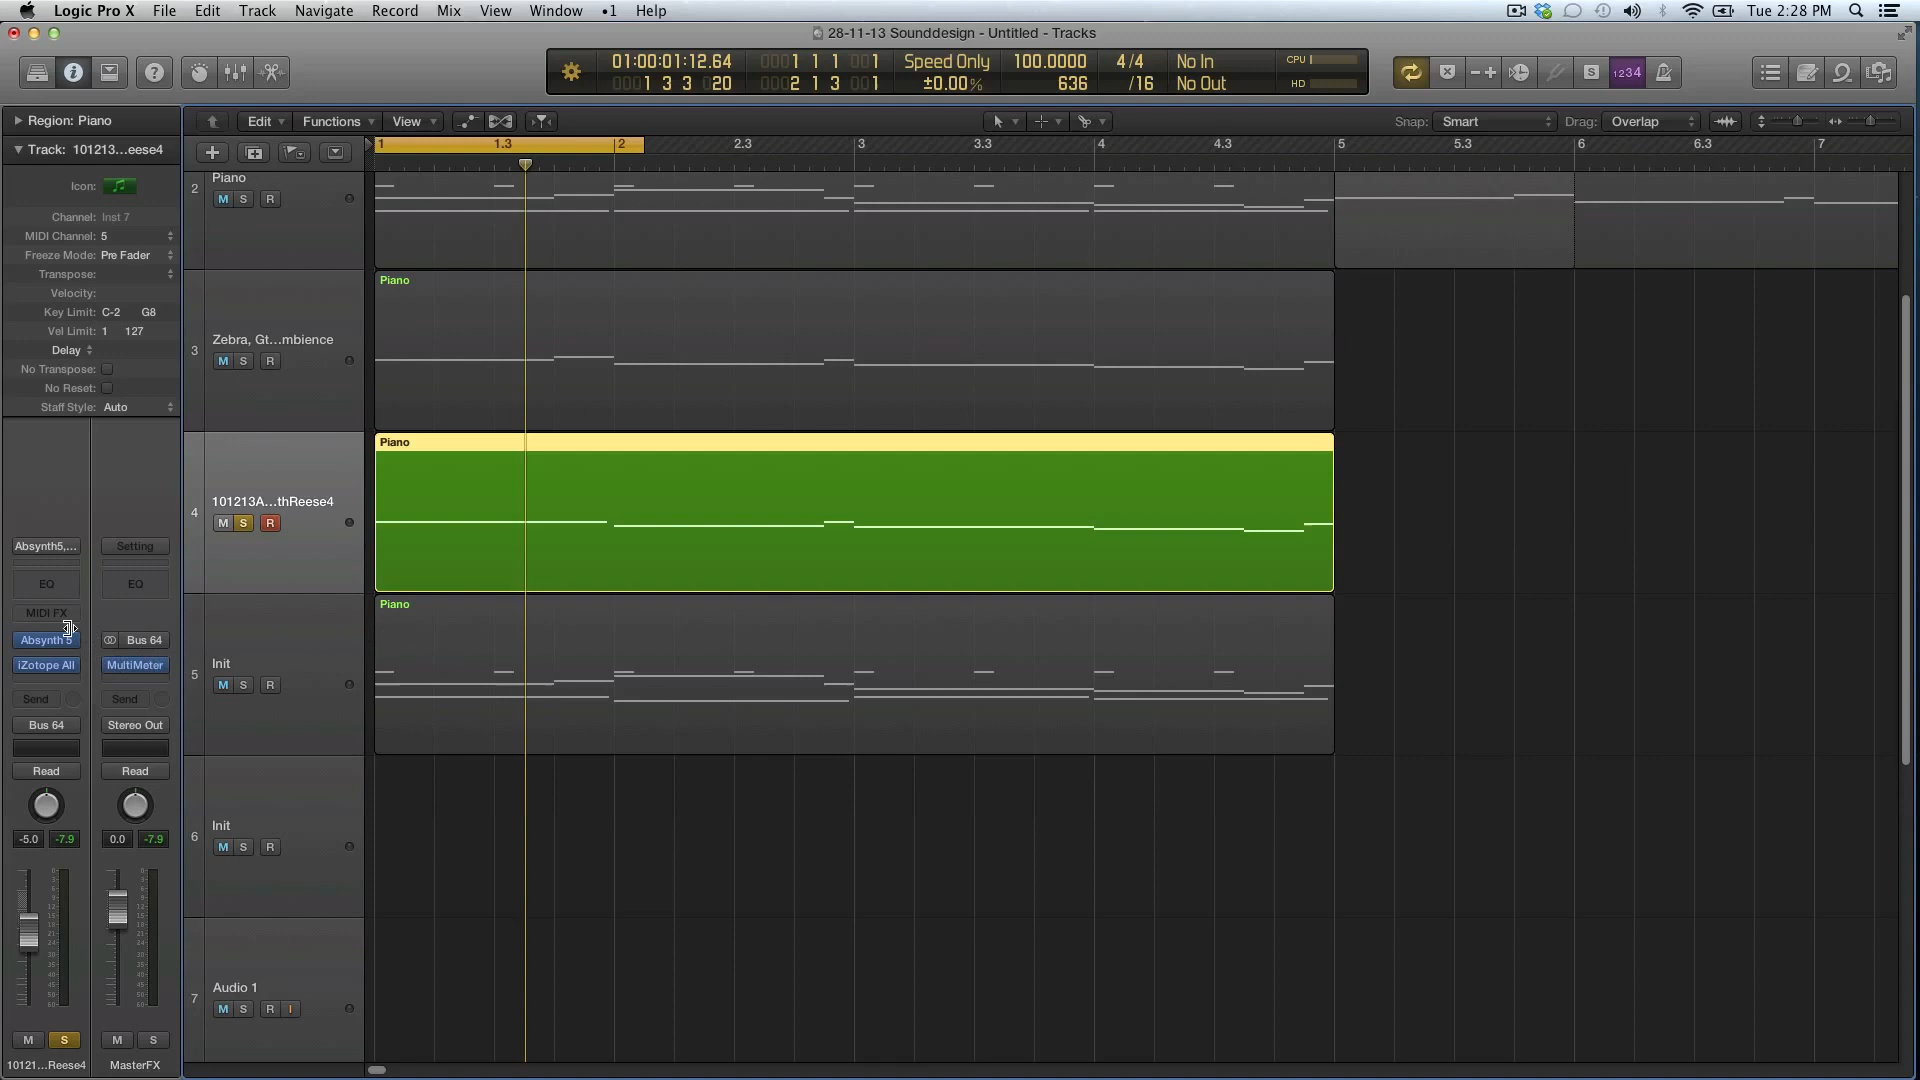 Logic Pro X File Edit Track Navigate Record Mix View Window •1 Help Tue 2:28 PM
28-11-13 Sounddesign - Untitled - Tracks
01:00:01:12.64 0001 1 1 001 Speed Only 100.0000 4/4 No In CPU
0001 3 3 020 0002 1 3 001 ±0.00% 636 /16 No Out HD
S 1234
Region: Piano
Edit Functions View Snap: Smart Drag: Overlap
Track: 101213...eese4
1 1.3 2 2.3 3 3.3 4 4.3 5 5.3 6 6.3 7
Icon:
Channel: Inst 7
MIDI Channel: 5
Freeze Mode: Pre Fader
Transpose:
Velocity:
Key Limit: C-2 G8
Vel Limit: 1 127
Delay
No Transpose:
No Reset:
Staff Style: Auto
2 Piano
M S R
Piano
3 Zebra, Gt...mbience
M S R
Piano
4 101213A...thReese4
M S R
Piano
5 Init
M S R
6 Init
M S R
7 Audio 1
M S R I
Absynth5,... Setting
EQ EQ
MIDI FX
Absynth 5 Bus 64
iZotope All MultiMeter
Send Send
Bus 64 Stereo Out
Read Read
-5.0 -7.9 0.0 -7.9
M S M S
10121...Reese4 MasterFX